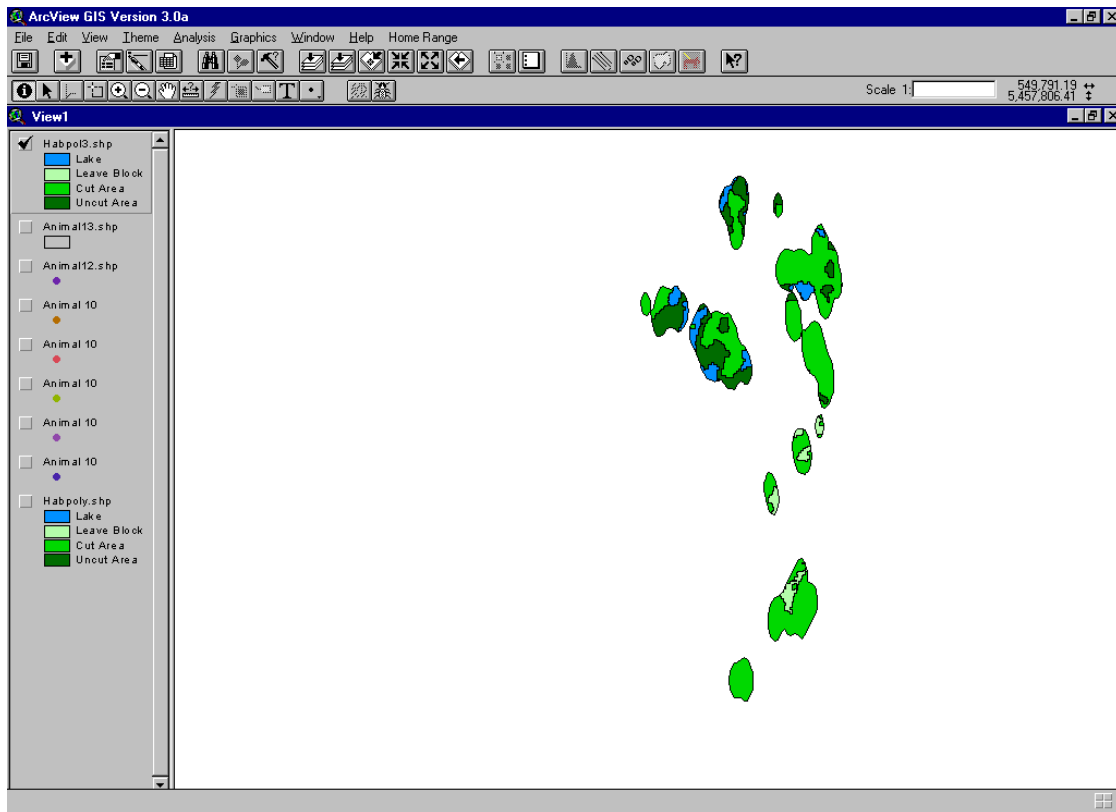 ArcView GIS Version 3.0a
File Edit View Theme Analysis Graphics Window Help Home Range
Scale 1: 549,791.19
5,457,806.41
View1
Habpol3.shp
Lake
Leave Block
Cut Area
Uncut Area
Animal13.shp
Animal12.shp
Animal 10
Animal 10
Animal 10
Animal 10
Animal 10
Habpoly.shp
Lake
Leave Block
Cut Area
Uncut Area